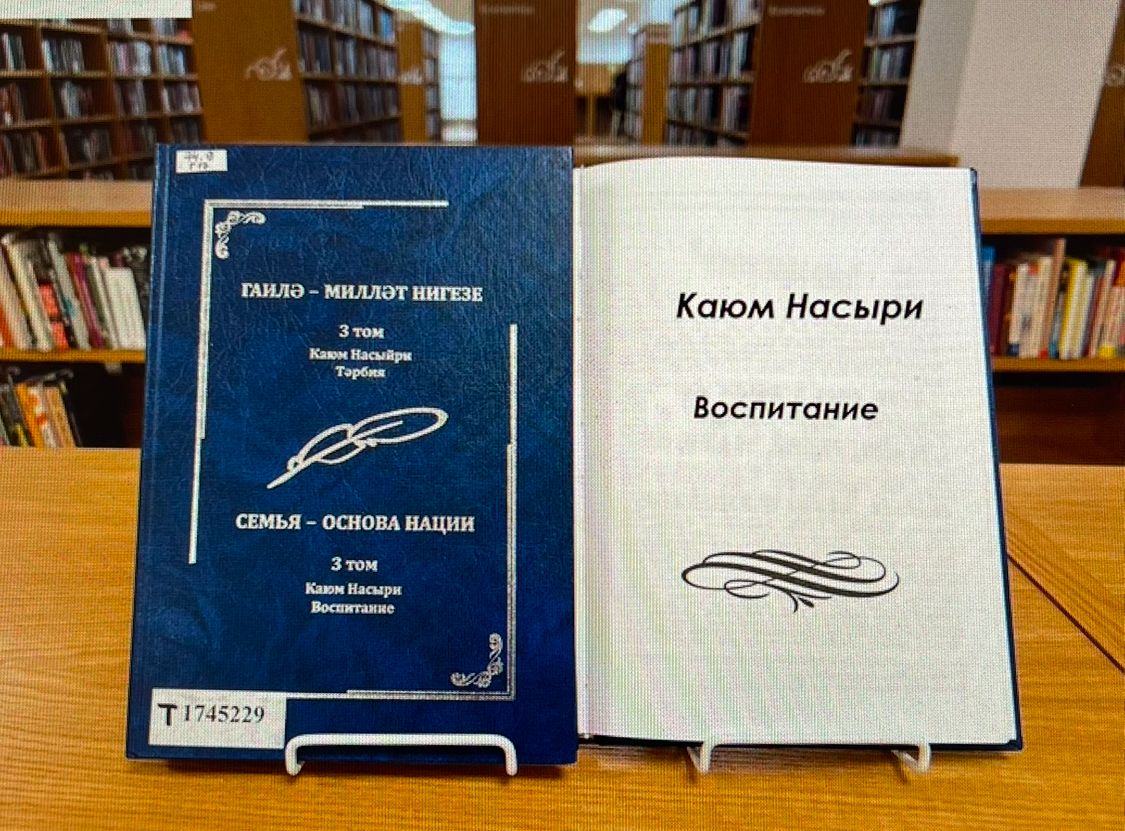 ГАИЛӘ – МИЛЛӘТ НИГЕЗЕ
3 том
Каюм Насыйри
Тәрбия
СЕМЬЯ – ОСНОВА НАЦИИ
3 том
Каюм Насыри
Воспитание
Т 1745229
Каюм Насыри
Воспитание